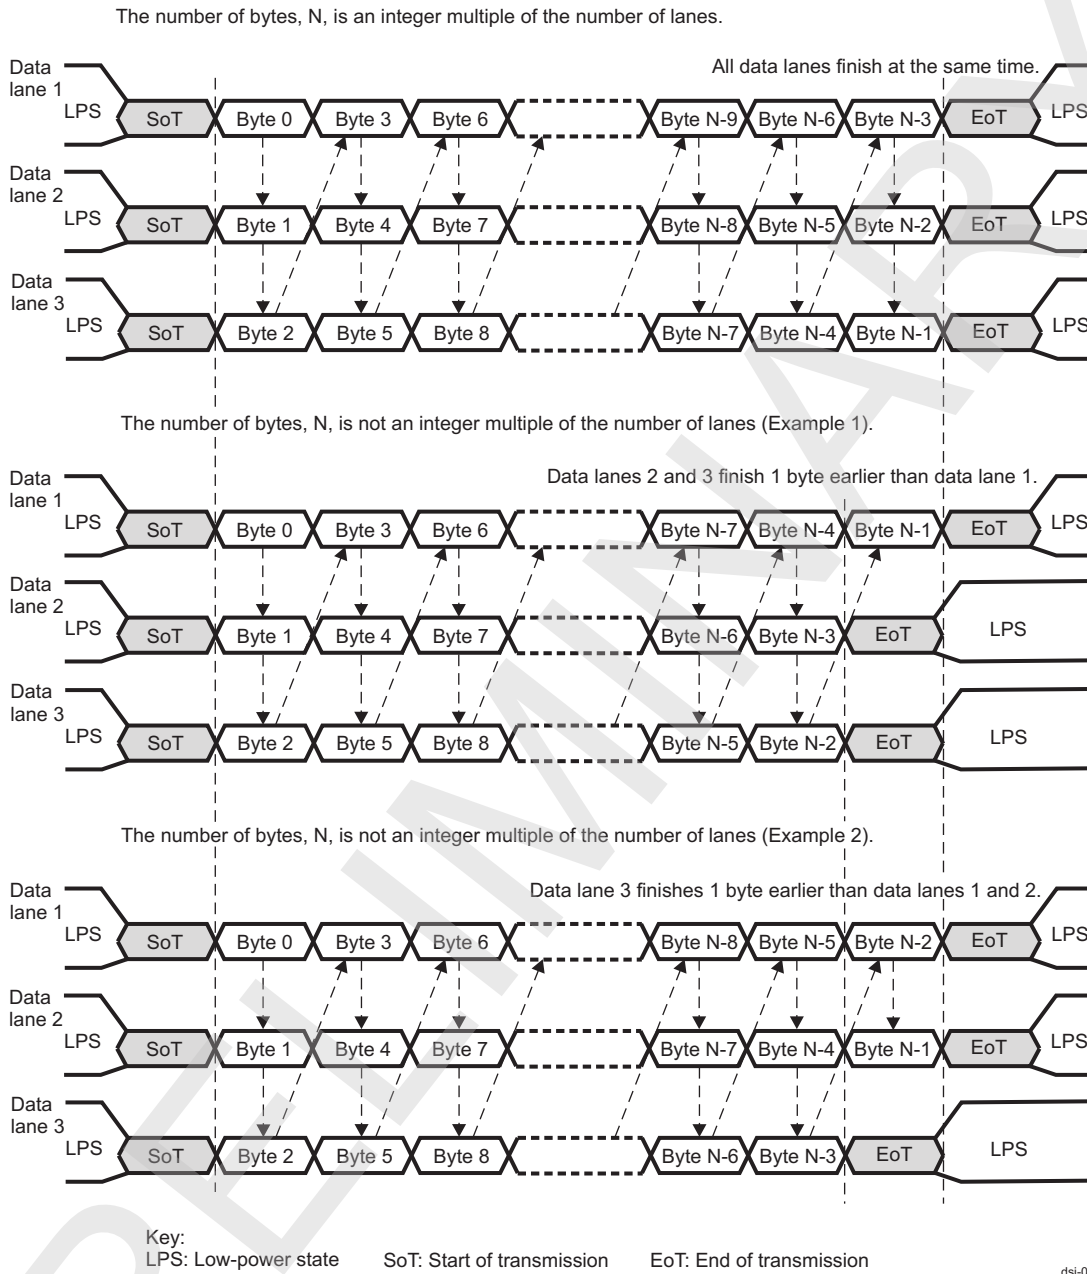 The number of bytes, N, is an integer multiple of the number of lanes.
All data lanes finish at the same time.
Data
lane 1
LPS SoT Byte 0 Byte 3 Byte 6 Byte N-9 Byte N-6 Byte N-3 EoT LPS
Data
lane 2
LPS SoT Byte 1 Byte 4 Byte 7 Byte N-8 Byte N-5 Byte N-2 EoT LPS
Data
lane 3
LPS SoT Byte 2 Byte 5 Byte 8 Byte N-7 Byte N-4 Byte N-1 EoT LPS
The number of bytes, N, is not an integer multiple of the number of lanes (Example 1).
Data lanes 2 and 3 finish 1 byte earlier than data lane 1.
Data
lane 1
LPS SoT Byte 0 Byte 3 Byte 6 Byte N-7 Byte N-4 Byte N-1 EoT LPS
Data
lane 2
LPS SoT Byte 1 Byte 4 Byte 7 Byte N-6 Byte N-3 EoT LPS
Data
lane 3
LPS SoT Byte 2 Byte 5 Byte 8 Byte N-5 Byte N-2 EoT LPS
The number of bytes, N, is not an integer multiple of the number of lanes (Example 2).
Data lane 3 finishes 1 byte earlier than data lanes 1 and 2.
Data
lane 1
LPS SoT Byte 0 Byte 3 Byte 6 Byte N-8 Byte N-5 Byte N-2 EoT LPS
Data
lane 2
LPS SoT Byte 1 Byte 4 Byte 7 Byte N-7 Byte N-4 Byte N-1 EoT LPS
Data
lane 3
LPS SoT Byte 2 Byte 5 Byte 8 Byte N-6 Byte N-3 EoT LPS
Key:
LPS: Low-power state SoT: Start of transmission EoT: End of transmission
PRELIMINARY